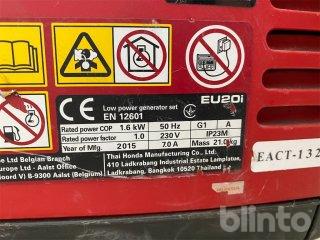 CE Low power generator set EU20i
EN 12601
Rated power COP 1.6 kW 50 Hz G1 A
Rated power factor 1.0 230 V IP23M
Year of Mfg. 2015 7.0 A Mass 21.0 kg
Thai Honda Manufacturing Co., Ltd.
410 Ladkrabang Industrial Estate Lamplatiew,
Ladkrabang, Bangkok 10520 Thailand
pe Ltd Belgian Branch
Europe Ltd - Aalst Office
oord V) B-9300 Aalst / BELGIUM
EACT-132
blinto